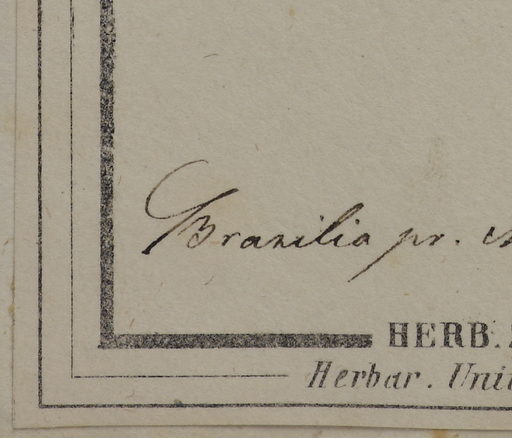 Brasilia pr.
HERB.
Herbar. Unit